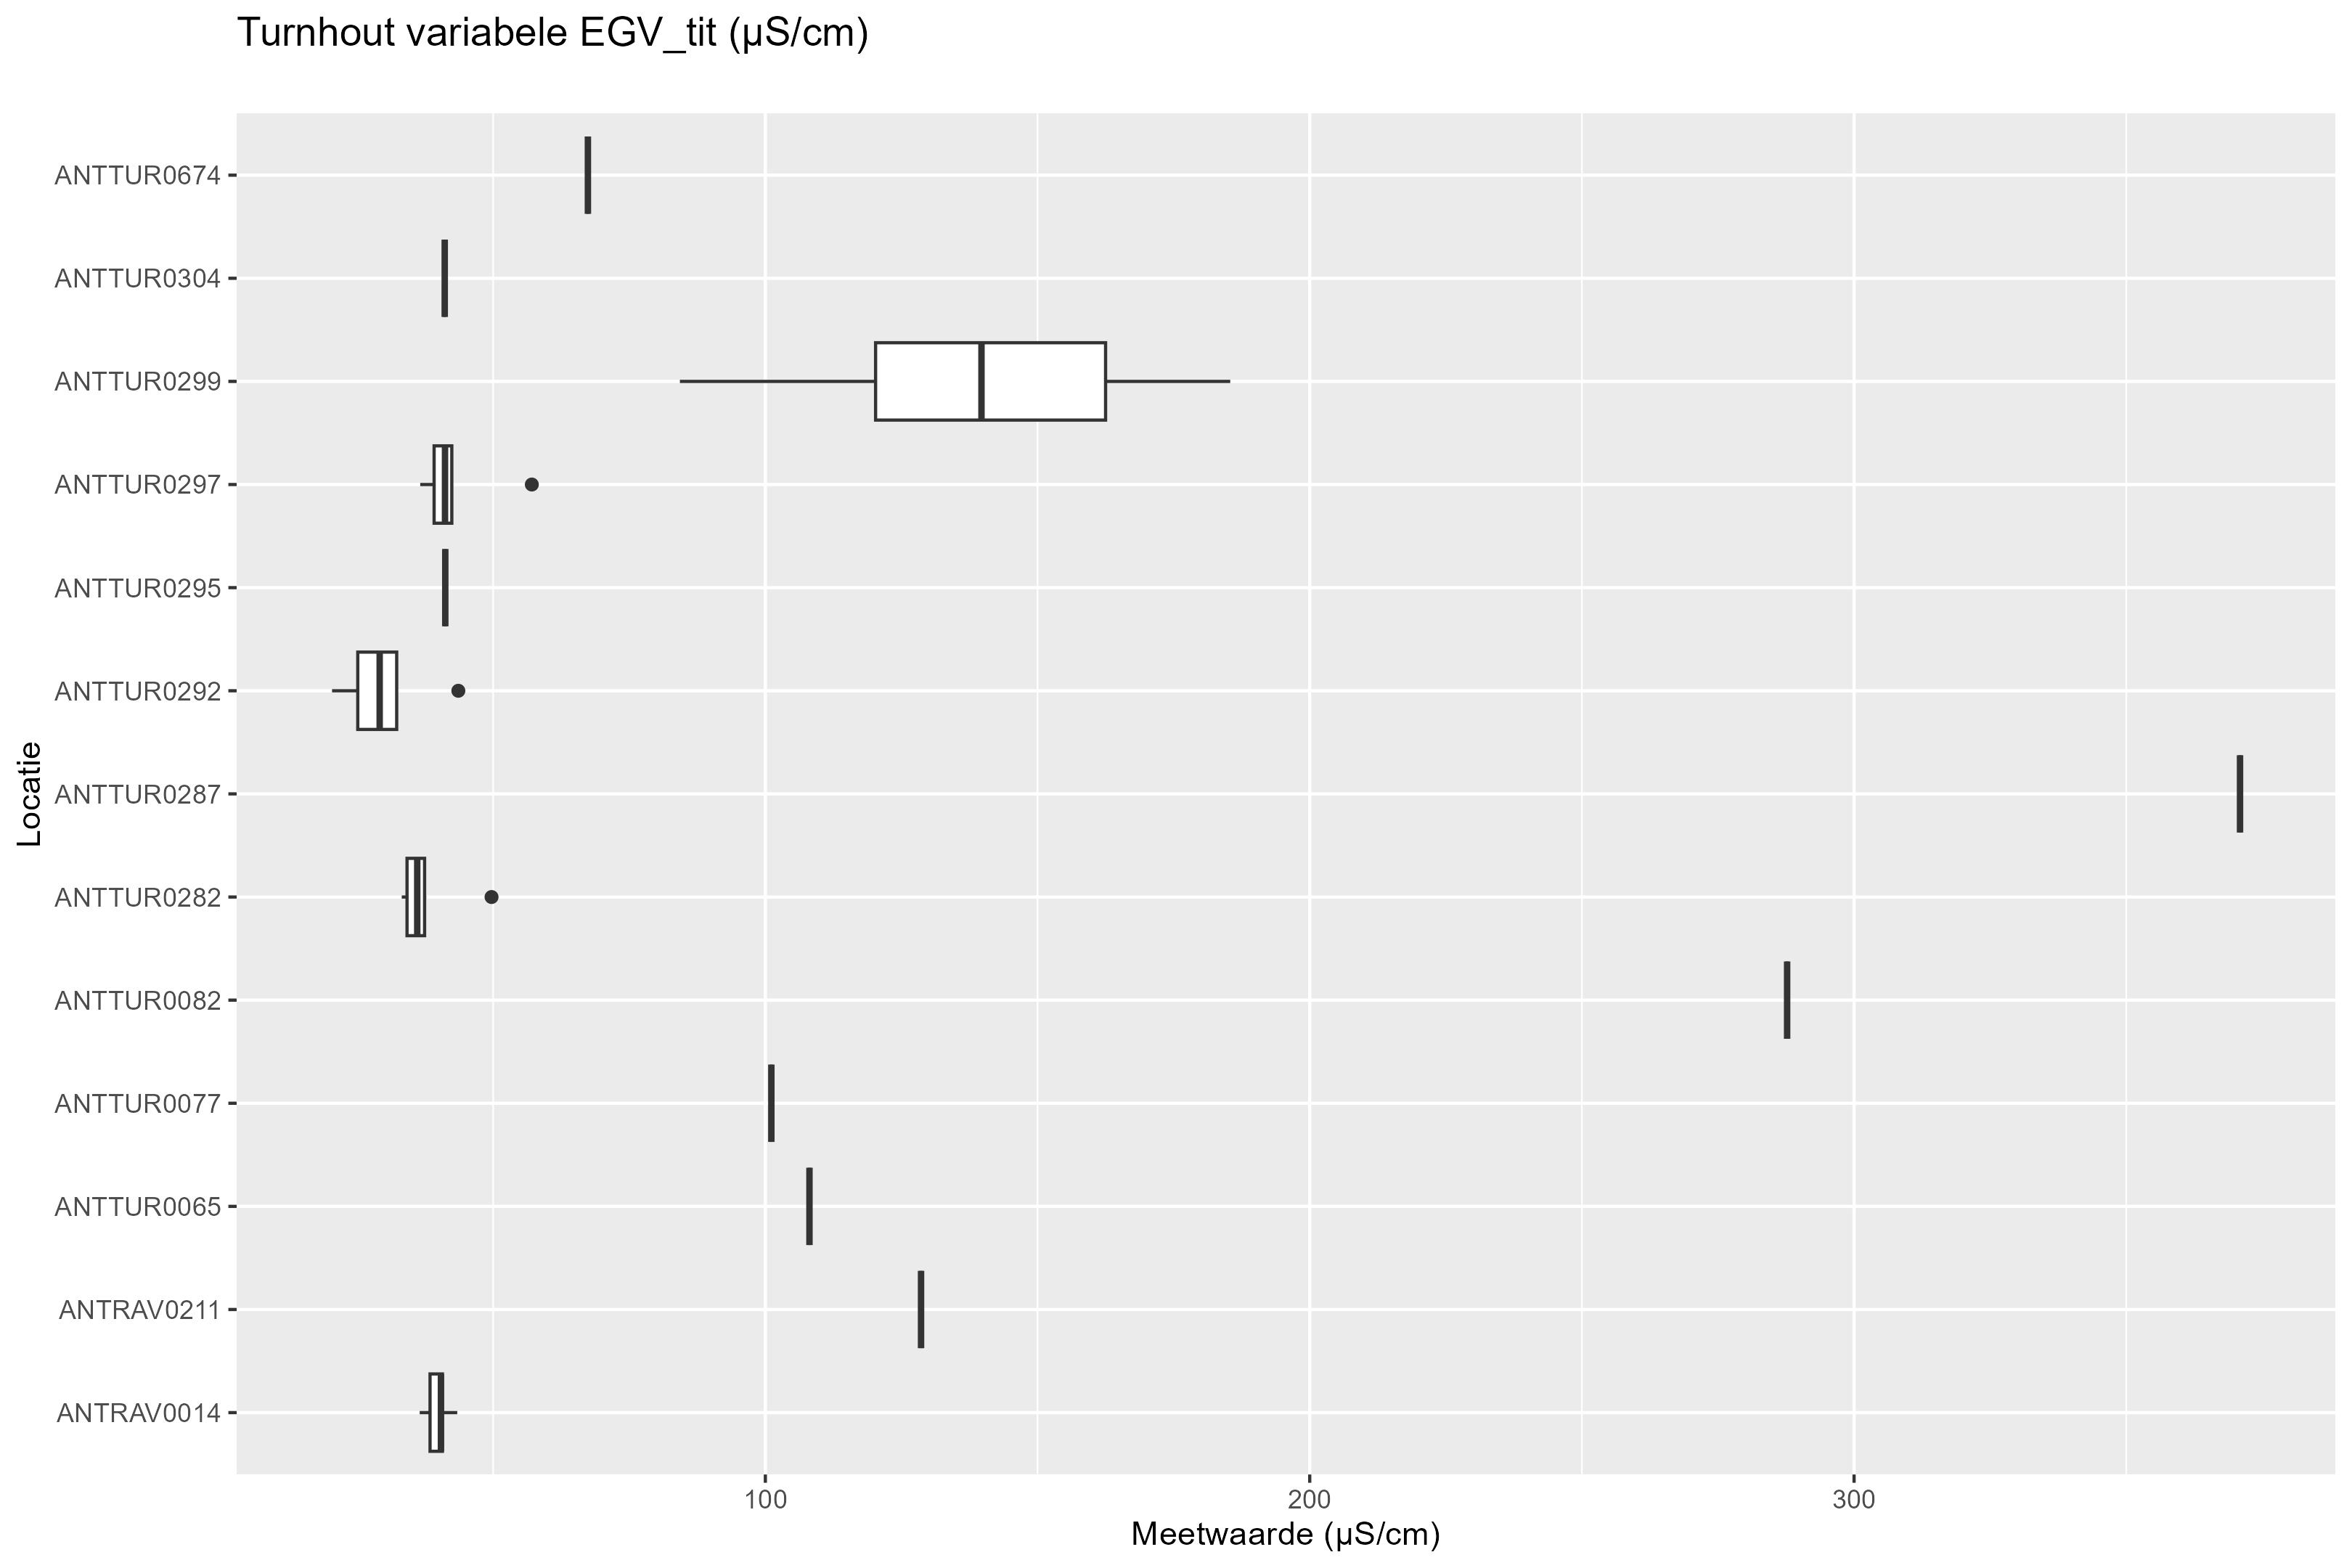 Turnhout variabele EGV_tit (µS/cm)
Locatie
ANTTUR0674
ANTTUR0304
ANTTUR0299
ANTTUR0297
ANTTUR0295
ANTTUR0292
ANTTUR0287
ANTTUR0282
ANTTUR0082
ANTTUR0077
ANTTUR0065
ANTRAV0211
ANTRAV0014
100 200 300
Meetwaarde (µS/cm)